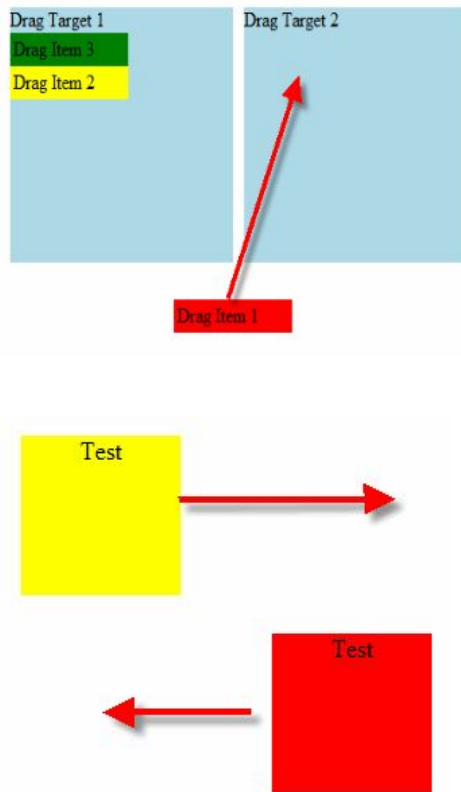 Drag Target 1
Drag Target 2
Drag Item 3
Drag Item 2
Drag Item 1
Test
Test